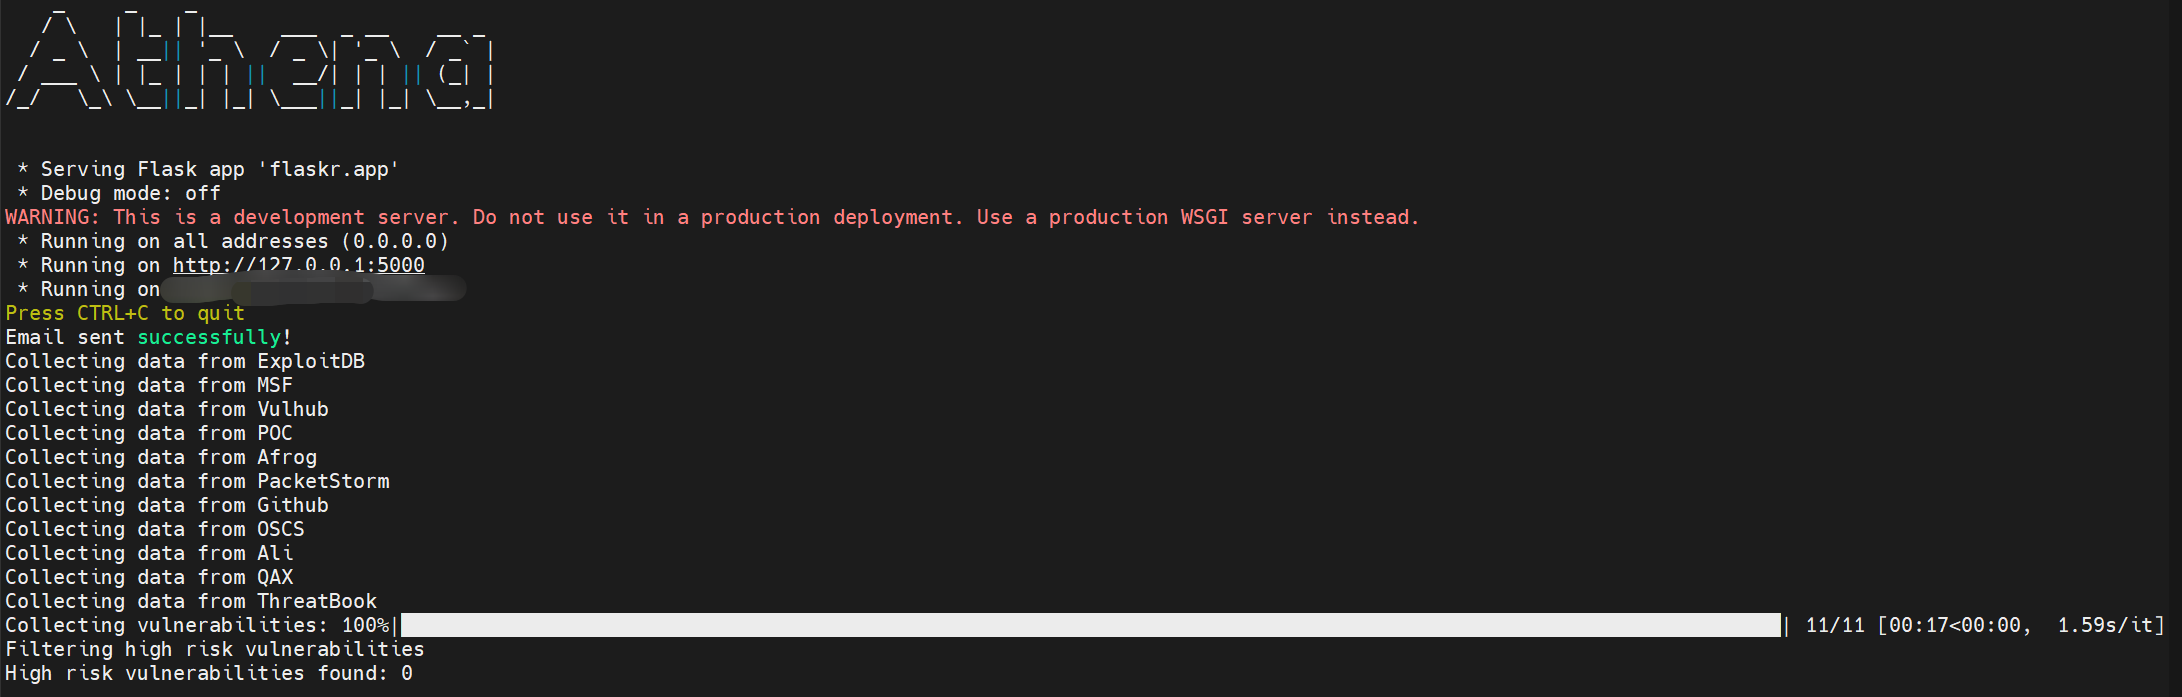 Athena
 * Serving Flask app 'flaskr.app'
 * Debug mode: off
WARNING: This is a development server. Do not use it in a production deployment. Use a production WSGI server instead.
 * Running on all addresses (0.0.0.0)
 * Running on http://127.0.0.1:5000
 * Running on
Press CTRL+C to quit
Email sent successfully!
Collecting data from ExploitDB
Collecting data from MSF
Collecting data from Vulhub
Collecting data from POC
Collecting data from Afrog
Collecting data from PacketStorm
Collecting data from Github
Collecting data from OSCS
Collecting data from Ali
Collecting data from QAX
Collecting data from ThreatBook
Collecting vulnerabilities: 100%| | 11/11 [00:17<00:00,  1.59s/it]
Filtering high risk vulnerabilities
High risk vulnerabilities found: 0